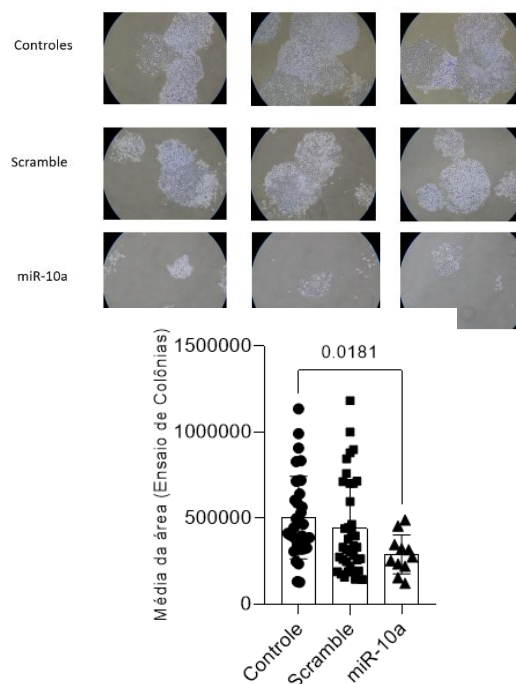 Controles
Scramble
miR-10a
Média da área (Ensaio de Colônias)
1500000
1000000
500000
0
0.0181
Controle
Scramble
miR-10a